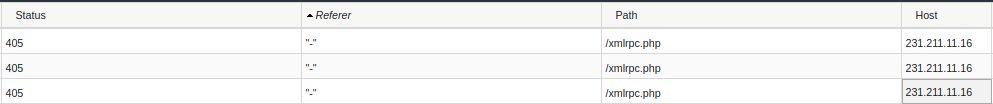 Status Referer Path Host
405 "-" /xmlrpc.php 231.211.11.16
405 "-" /xmlrpc.php 231.211.11.16
405 "-" /xmlrpc.php 231.211.11.16